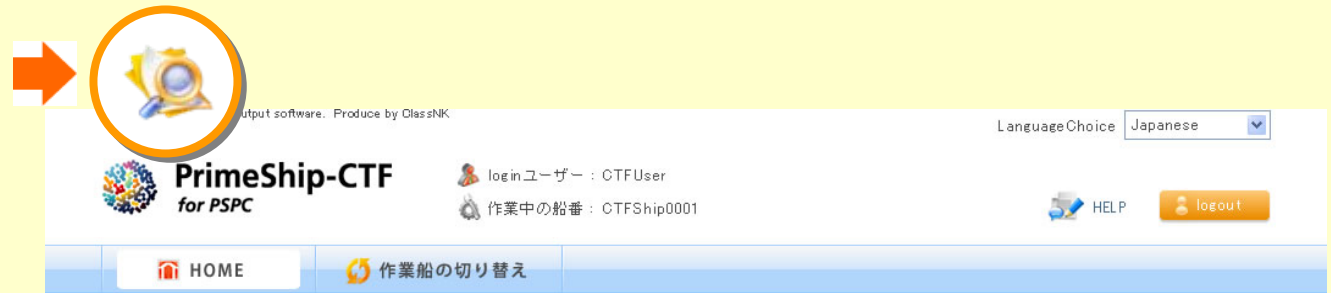 utput software. Produce by ClassNK
LanguageChoice Japanese
PrimeShip-CTF
for PSPC
loginユーザー : CTFUser
作業中の船番 : CTFShip0001
HELP
logout
HOME
作業船の切り替え